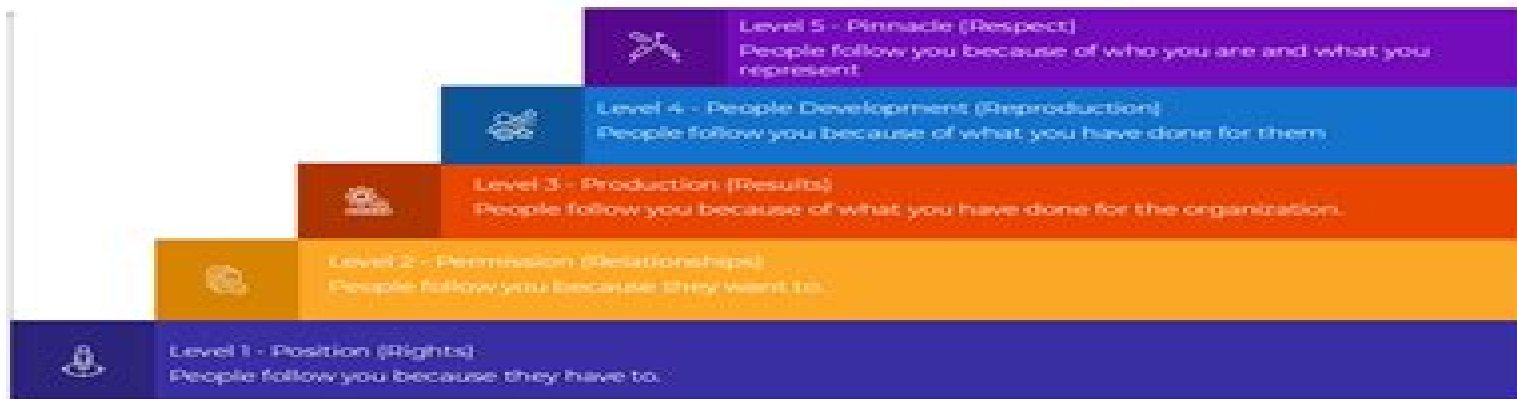 Level 5 - Pinnacle (Respect)
People follow you because of who you are and what you
represent
Level 4 - People Development (Reproduction)
People follow you because of what you have done for them
Level 3 - Production (Results)
People follow you because of what you have done for the organization.
Level 2 - Permission (Relationships)
People follow you because they want to.
Level 1 - Position (Rights)
People follow you because they have to.